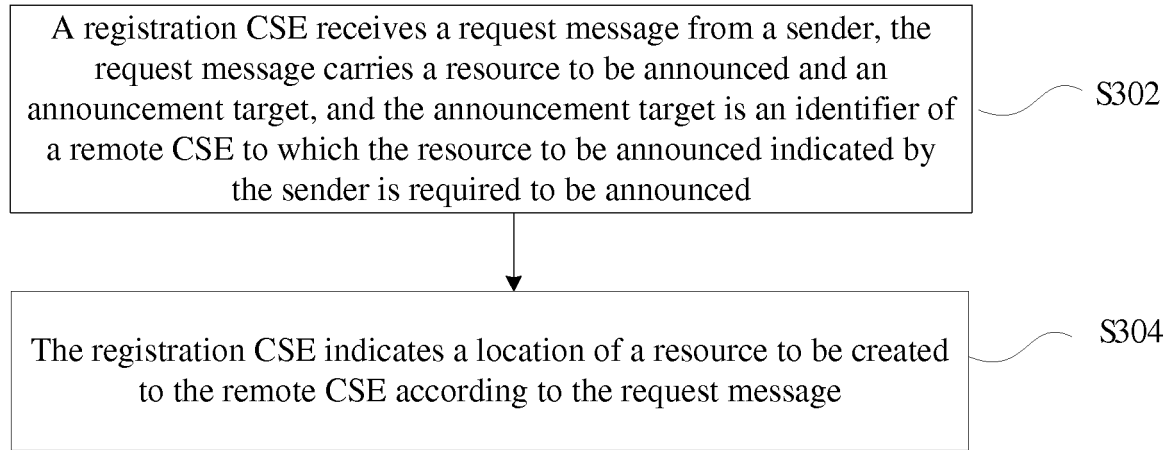 A registration CSE receives a request message from a sender, the
request message carries a resource to be announced and an
announcement target, and the announcement target is an identifier of
a remote CSE to which the resource to be announced indicated by
the sender is required to be announced
S302
The registration CSE indicates a location of a resource to be created
to the remote CSE according to the request message
S304